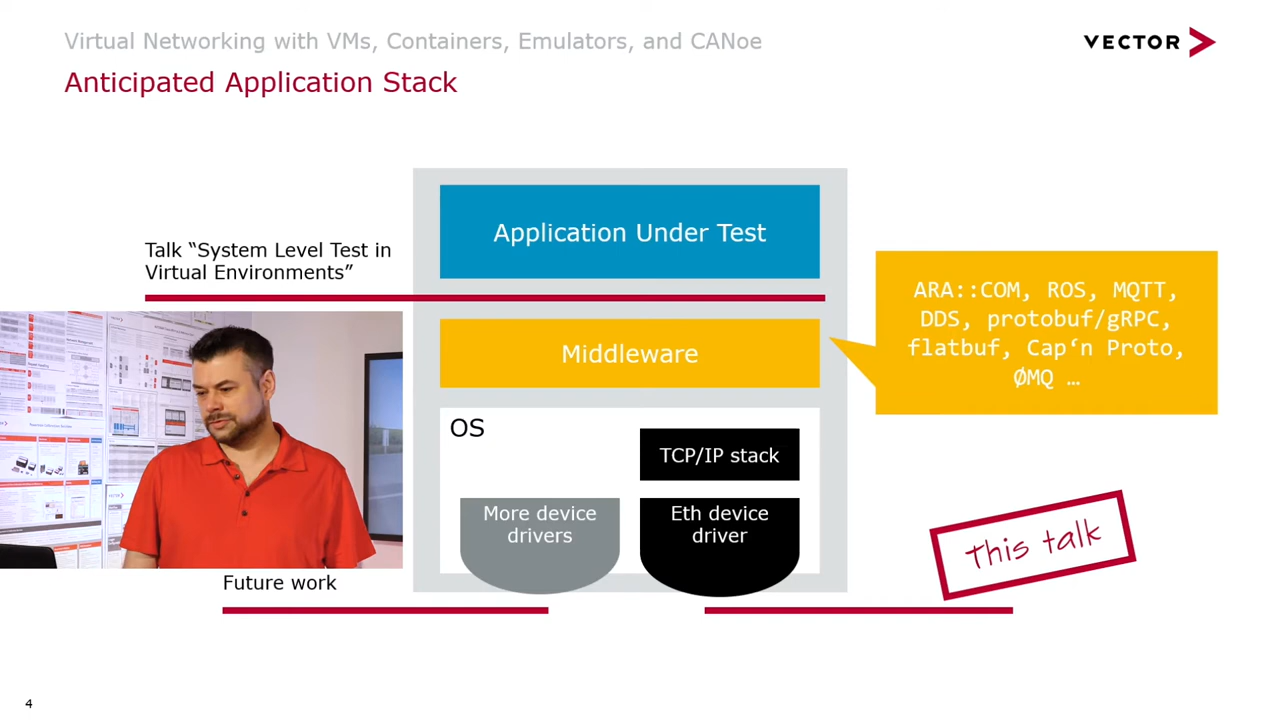 Virtual Networking with VMs, Containers, Emulators, and CANoe
VECTOR
Anticipated Application Stack
Application Under Test
Talk “System Level Test in
Virtual Environments”
ARA::COM, ROS, MQTT,
DDS, protobuf/gRPC,
flatbuf, Cap‘n Proto,
ØMQ …
Middleware
OS
TCP/IP stack
More device
drivers
Eth device
driver
This talk
Future work
4